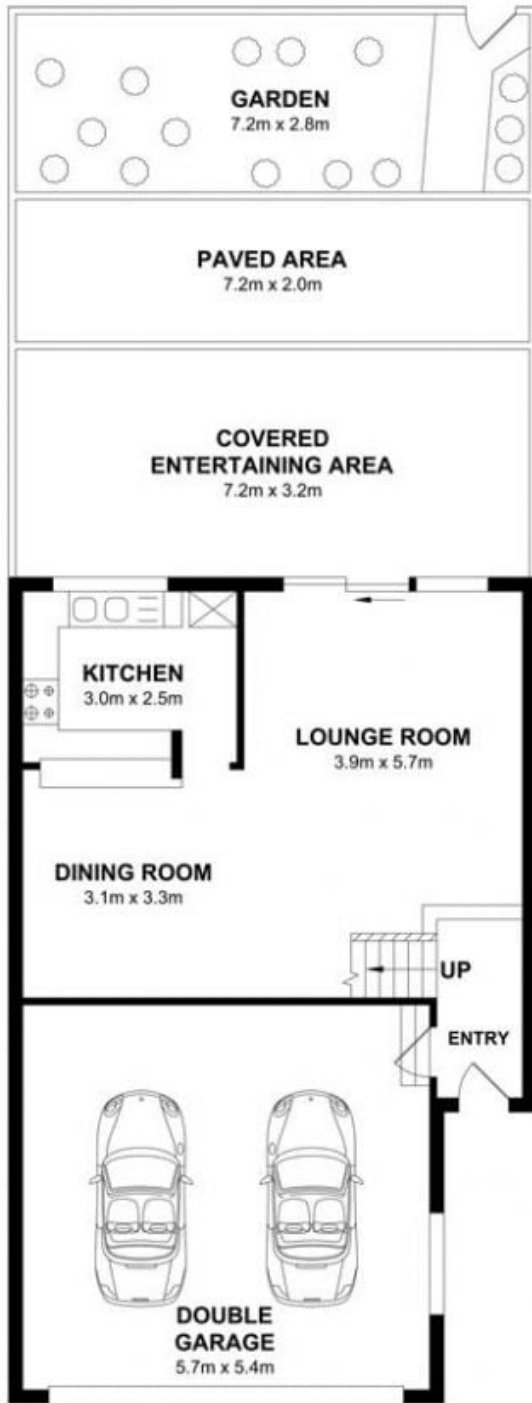 GARDEN
7.2m x 2.8m
PAVED AREA
7.2m x 2.0m
COVERED
ENTERTAINING AREA
7.2m x 3.2m
KITCHEN
3.0m x 2.5m
LOUNGE ROOM
3.9m x 5.7m
DINING ROOM
3.1m x 3.3m
UP
ENTRY
DOUBLE
GARAGE
5.7m x 5.4m